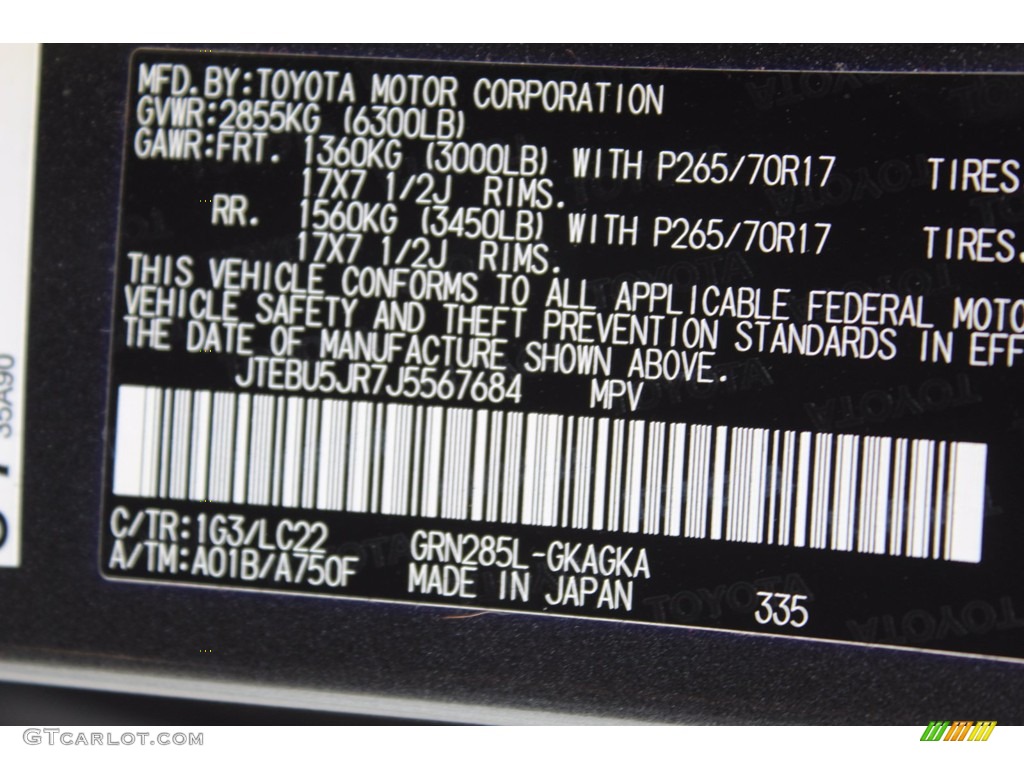 MFD.BY:TOYOTA MOTOR CORPORATION
GVWR:2855KG (6300LB)
GAWR:FRT. 1360KG (3000LB) WITH P265/70R17 TIRES
17X7 1/2J RIMS.
RR. 1560KG (3450LB) WITH P265/70R17 TIRES.
17X7 1/2J RIMS.
THIS VEHICLE CONFORMS TO ALL APPLICABLE FEDERAL MOTO
VEHICLE SAFETY AND THEFT PREVENTION STANDARDS IN EFF
THE DATE OF MANUFACTURE SHOWN ABOVE.
JTEBU5JR7J5567684 MPV
C/TR:1G3/LC22 GRN285L-GKAGKA
A/TM:A01B/A750F MADE IN JAPAN 335
35A90
GTCarlot.com